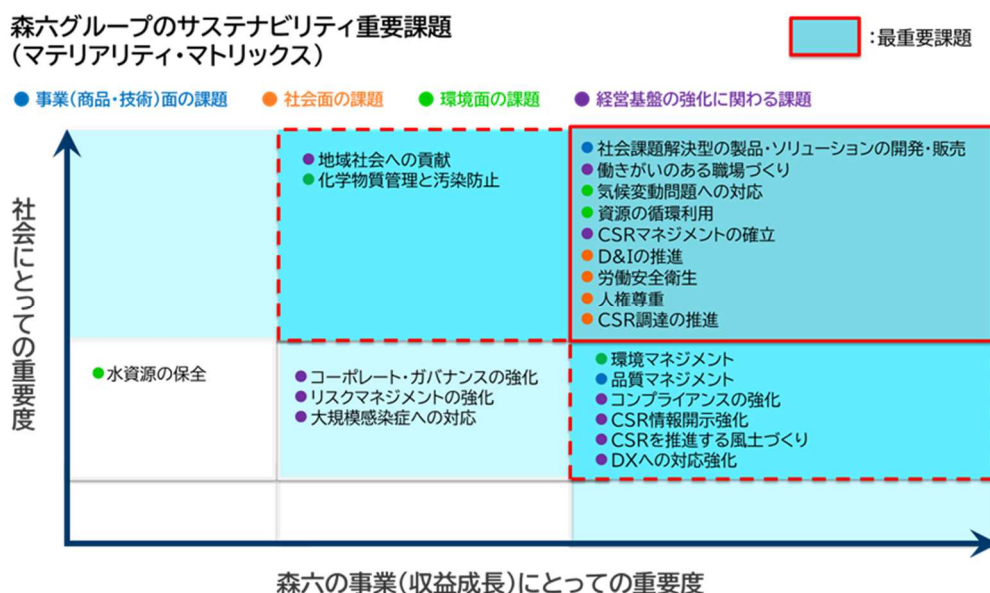 森六グループのサステナビリティ重要課題
(マテリアリティ・マトリックス)
:最重要課題
● 事業(商品・技術)面の課題 ● 社会面の課題 ● 環境面の課題 ● 経営基盤の強化に関わる課題
社会にとっての重要度
●地域社会への貢献
●化学物質管理と汚染防止
●社会課題解決型の製品・ソリューションの開発・販売
●働きがいのある職場づくり
●気候変動問題への対応
●資源の循環利用
●CSRマネジメントの確立
●D&Iの推進
●労働安全衛生
●人権尊重
●CSR調達の推進
●水資源の保全
●コーポレート・ガバナンスの強化
●リスクマネジメントの強化
●大規模感染症への対応
●環境マネジメント
●品質マネジメント
●コンプライアンスの強化
●CSR情報開示強化
●CSRを推進する風土づくり
●DXへの対応強化
森六の事業(収益成長)にとっての重要度